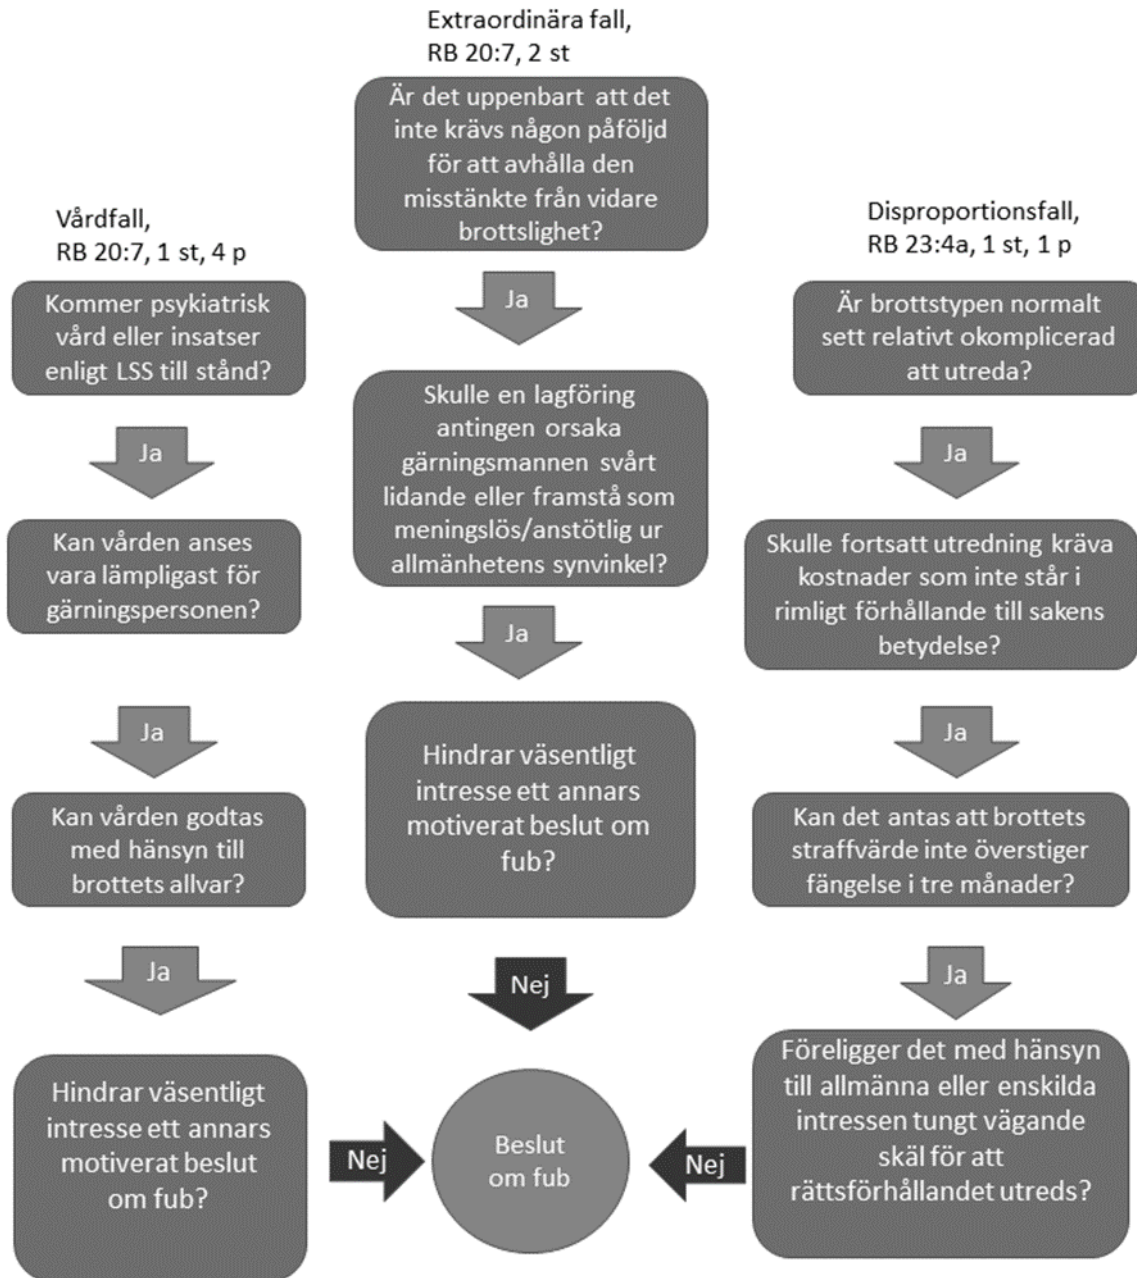 Vårdfall,
RB 20:7, 1 st, 4 p
Kommer psykiatrisk
vård eller insatser
enligt LSS till stånd?
Ja
Kan vården anses
vara lämpligast för
gärningspersonen?
Ja
Kan vården godtas
med hänsyn till
brottets allvar?
Ja
Hindrar väsentligt
intresse ett annars
motiverat beslut
om fub?
Nej
Extraordinära fall,
RB 20:7, 2 st
Är det uppenbart att det
inte krävs någon påföljd
för att avhålla den
misstänkte från vidare
brottslighet?
Ja
Skulle en lagföring
antingen orsaka
gärningsmannen svårt
lidande eller framstå som
meningslös/anstötlig ur
allmänhetens synvinkel?
Ja
Hindrar väsentligt
intresse ett annars
motiverat beslut om
fub?
Nej
Beslut
om fub
Disproportionsfall,
RB 23:4a, 1 st, 1 p
Är brottstypen normalt
sett relativt okomplicerad
att utreda?
Ja
Skulle fortsatt utredning kräva
kostnader som inte står i
rimligt förhållande till sakens
betydelse?
Ja
Kan det antas att brottets
straffvärde inte överstiger
fängelse i tre månader?
Ja
Föreligger det med hänsyn
till allmänna eller enskilda
intressen tungt vägande
skäl för att
rättsförhållandet utreds?
Nej